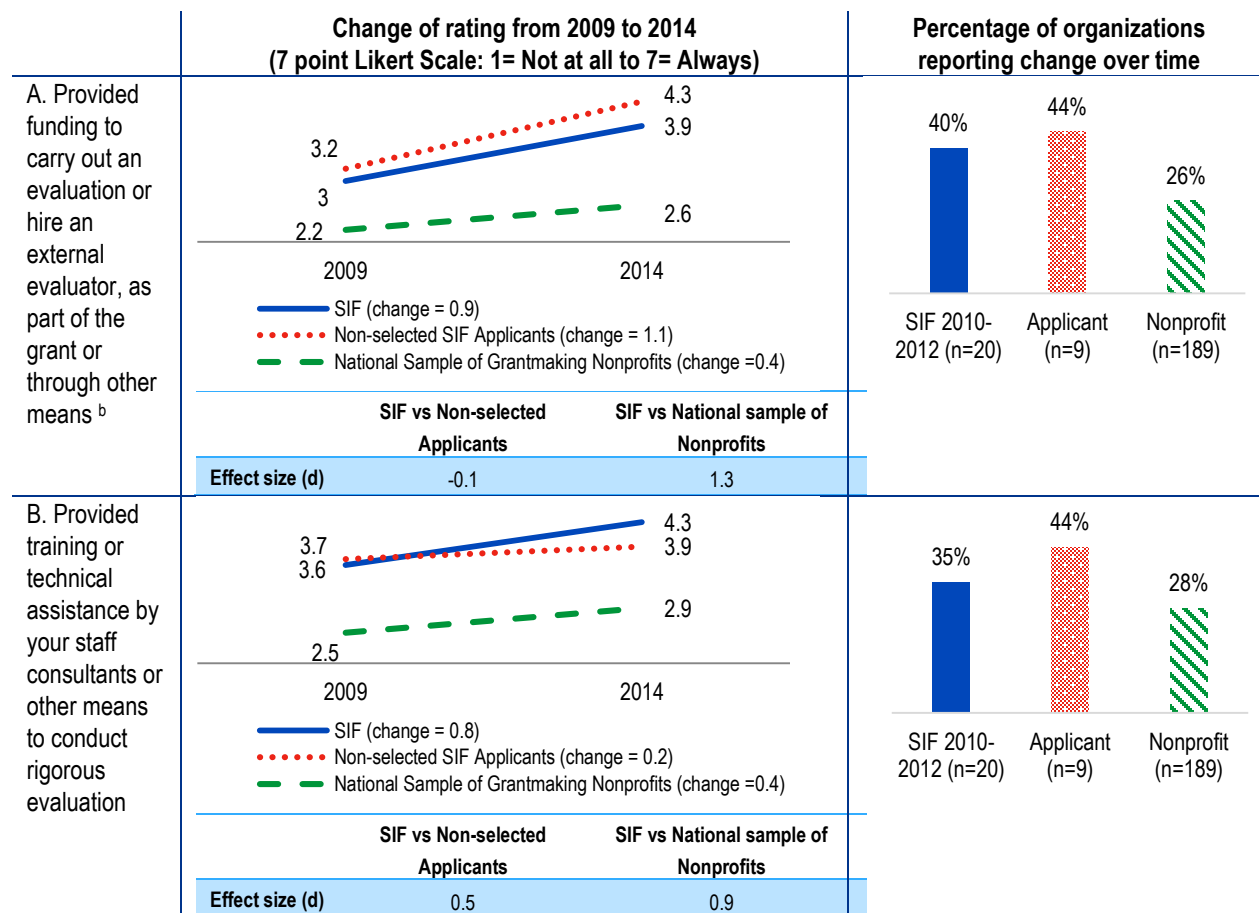 Change of rating from 2009 to 2014
(7 point Likert Scale: 1= Not at all to 7= Always)
Percentage of organizations
reporting change over time
A. Provided
funding to
carry out an
evaluation or
hire an
external
evaluator, as
part of the
grant or
through other
means b
4.3
3.9
3.2
3
2.6
2.2
2009 2014
SIF (change = 0.9)
Non-selected SIF Applicants (change = 1.1)
National Sample of Grantmaking Nonprofits (change =0.4)
SIF vs Non-selected
Applicants
SIF vs National sample of
Nonprofits
Effect size (d) -0.1 1.3
40%
44%
26%
SIF 2010-
2012 (n=20)
Applicant
(n=9)
Nonprofit
(n=189)
B. Provided
training or
technical
assistance by
your staff
consultants or
other means
to conduct
rigorous
evaluation
4.3
3.9
3.7
3.6
2.9
2.5
2009 2014
SIF (change = 0.8)
Non-selected SIF Applicants (change = 0.2)
National Sample of Grantmaking Nonprofits (change =0.4)
SIF vs Non-selected
Applicants
SIF vs National sample of
Nonprofits
Effect size (d) 0.5 0.9
35%
44%
28%
SIF 2010-
2012 (n=20)
Applicant
(n=9)
Nonprofit
(n=189)